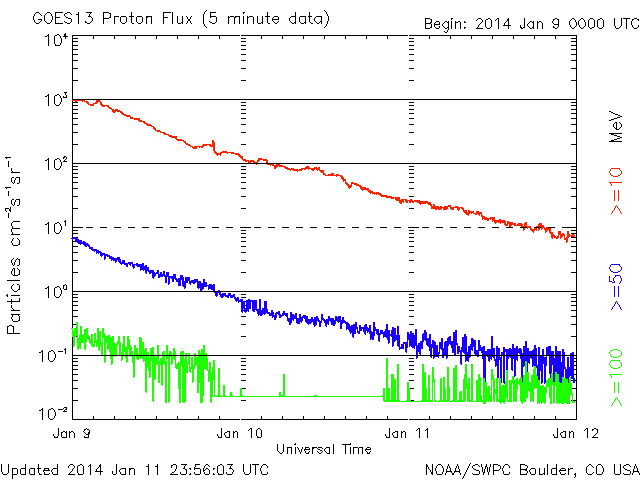 GOES13 Proton Flux (5 minute data)
Begin: 2014 Jan 9 0000 UTC
Particles cm⁻²s⁻¹sr⁻¹
10⁴
10³
10²
10¹
10⁰
10⁻¹
10⁻²
MeV
>=10
>=50
>=100
Jan 9
Jan 10
Jan 11
Jan 12
Universal Time
Updated 2014 Jan 11 23:56:03 UTC
NOAA/SWPC Boulder, CO USA